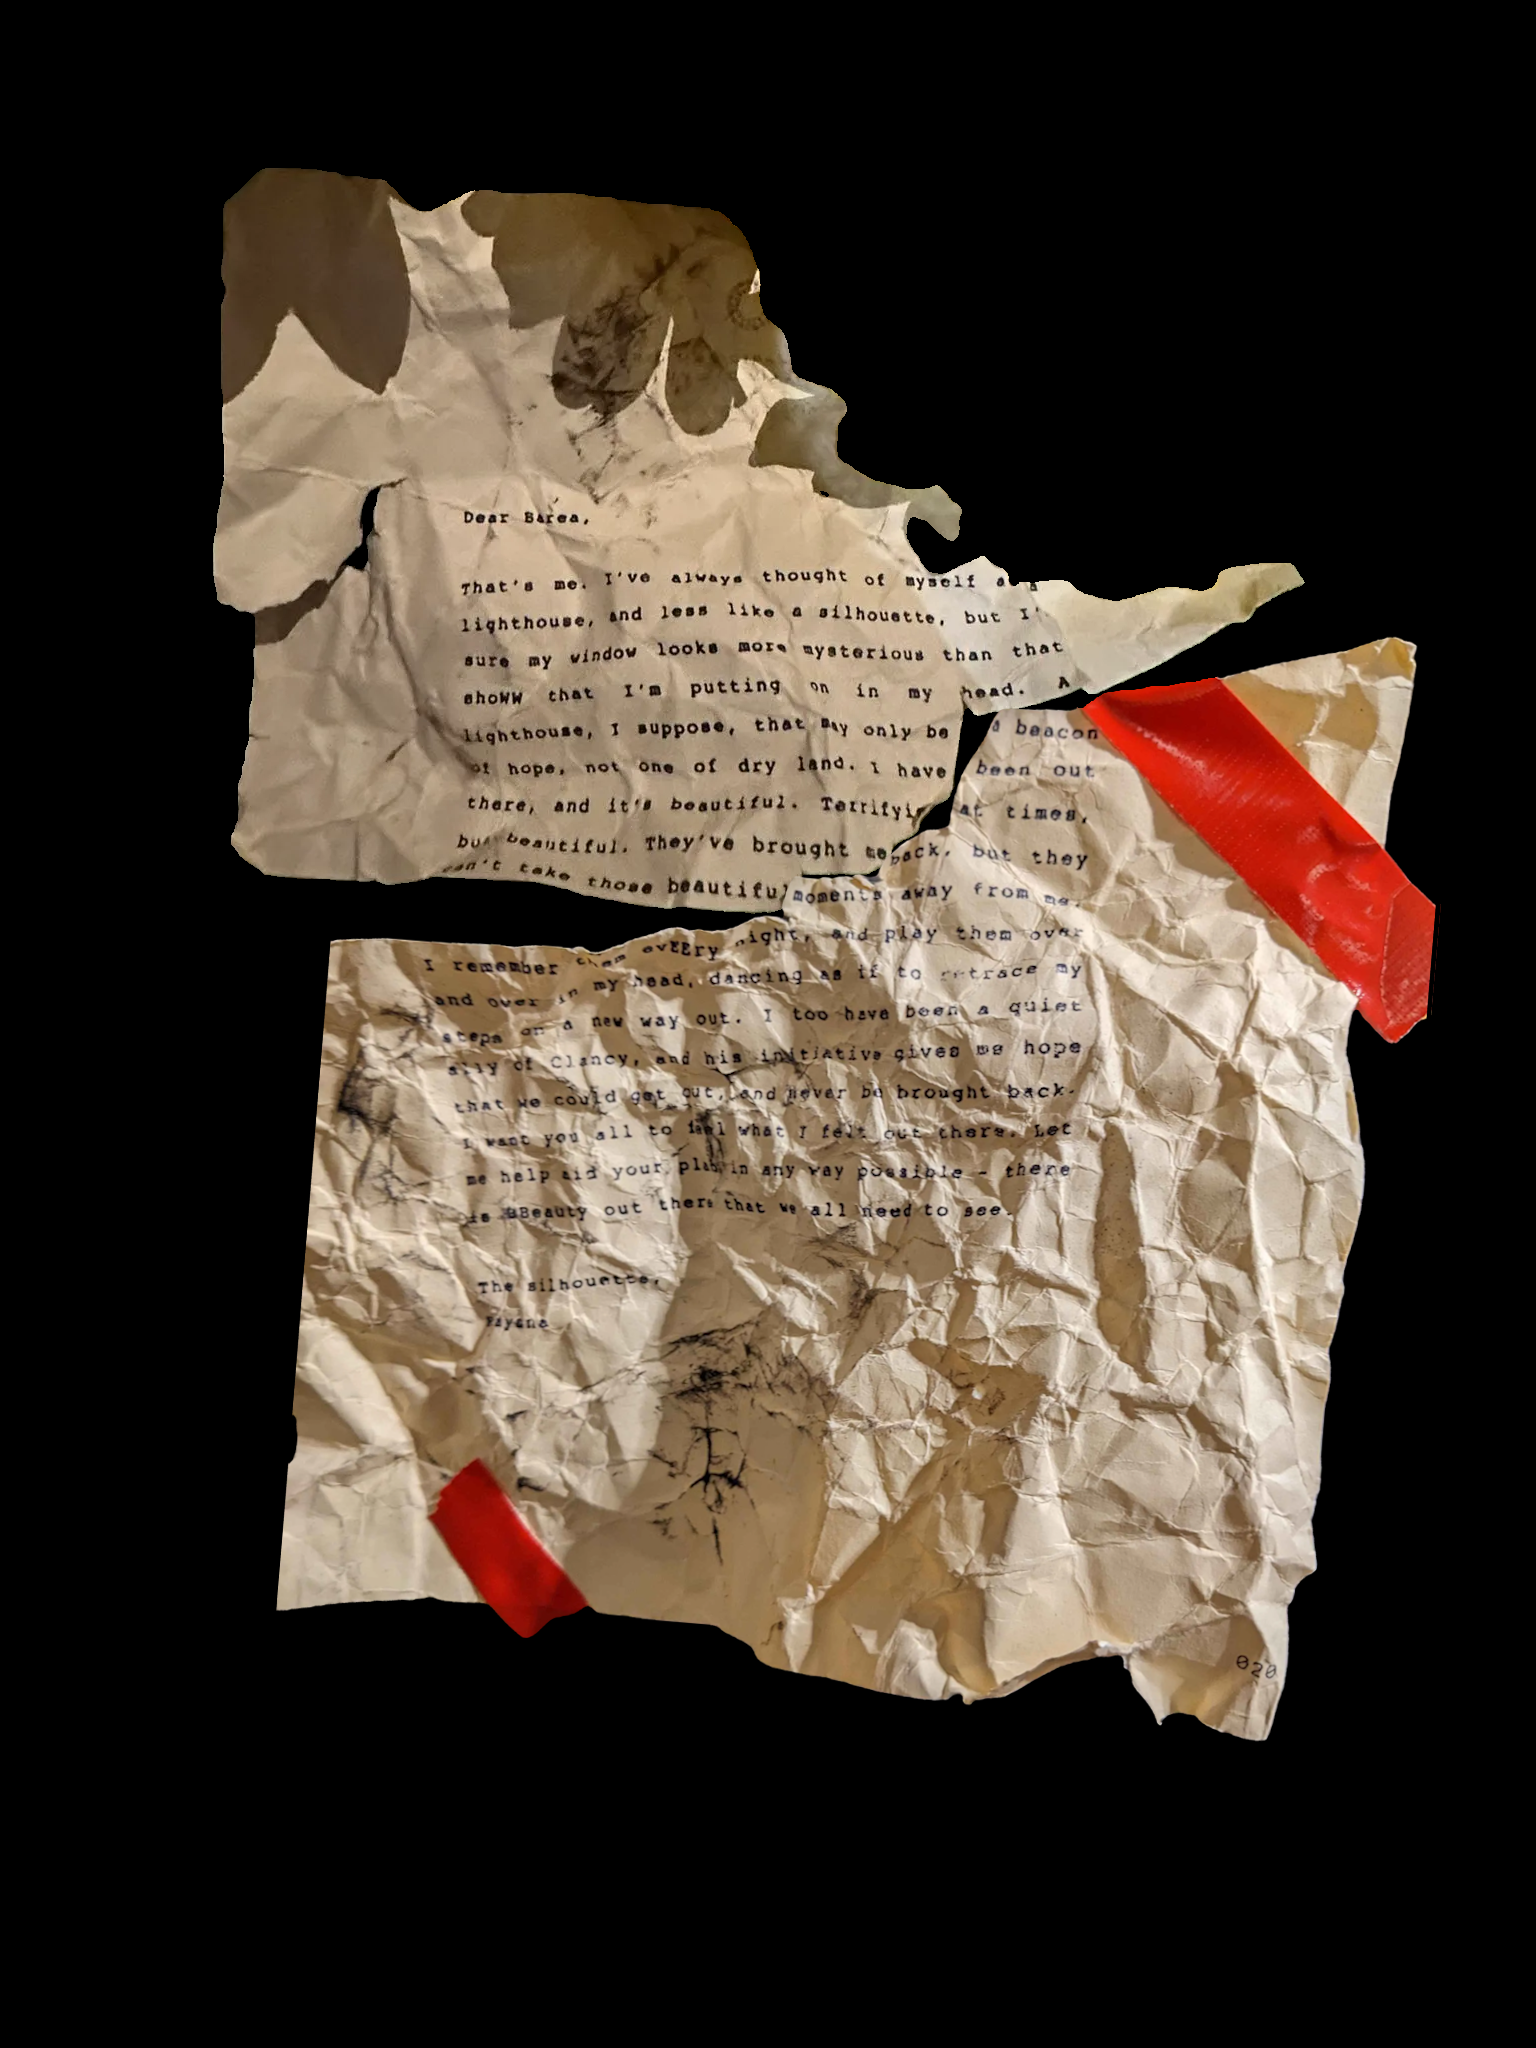 Dear Barea,
That's me. I've always thought of myself as a
lighthouse, and less like a silhouette, but I'
sure my window looks more mysterious than that
shoWW that I'm putting on in my head. A
lighthouse, I suppose, that may only be a beacon
of hope, not one of dry land. I have been out
there, and it's beautiful. Terrifyi at times,
but beautiful. They've brought me back, but they
can't take those beautiful moments away from me.
I remember them evEEry night, and play them over
and over in my head, dancing as if to retrace my
steps on a new way out. I too have been a quiet
ally of Clancy, and his initiative gives me hope
that we could get out, and never be brought back.
I want you all to feel what I felt out there. Let
me help aid your plan in any way possible - there
is BBeauty out there that we all need to see.
The silhouette,
020